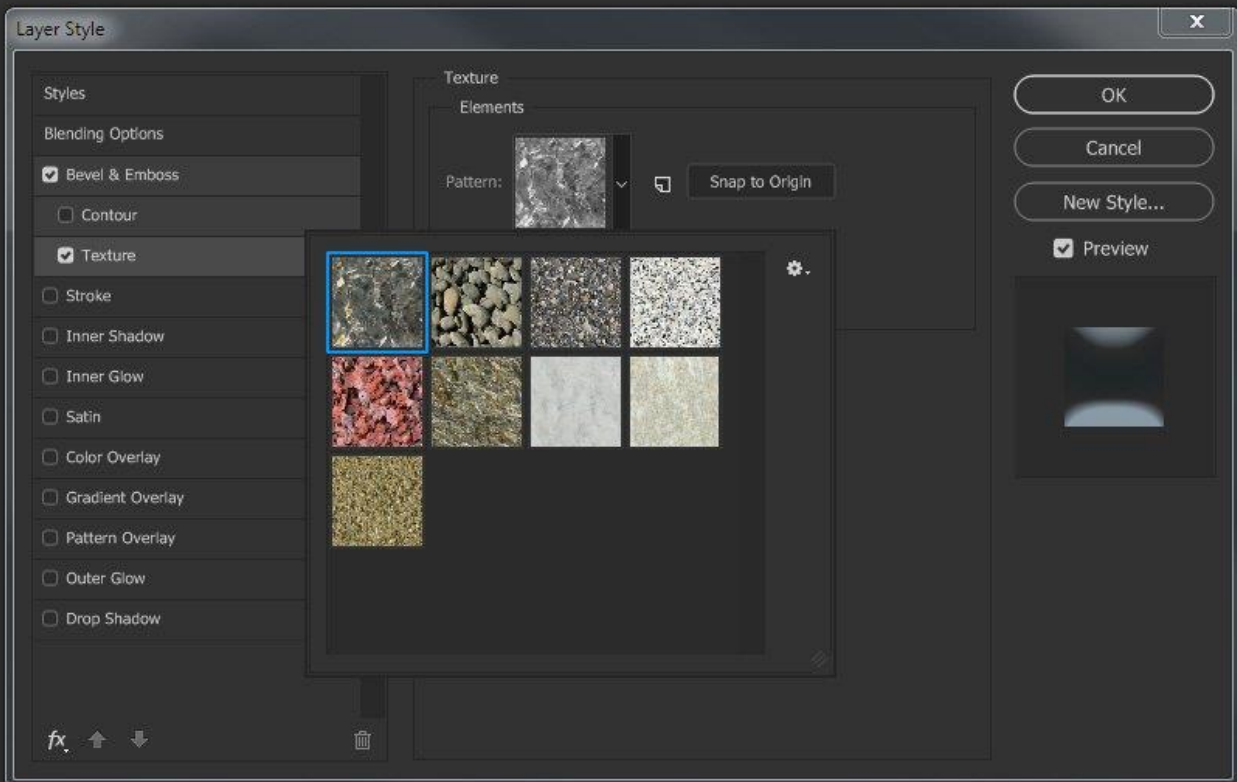 Layer Style
x
Styles
Blending Options
Bevel & Emboss
Contour
Texture
Stroke
Inner Shadow
Inner Glow
Satin
Color Overlay
Gradient Overlay
Pattern Overlay
Outer Glow
Drop Shadow
fx
Texture
Elements
Pattern:
Snap to Origin
OK
Cancel
New Style...
Preview